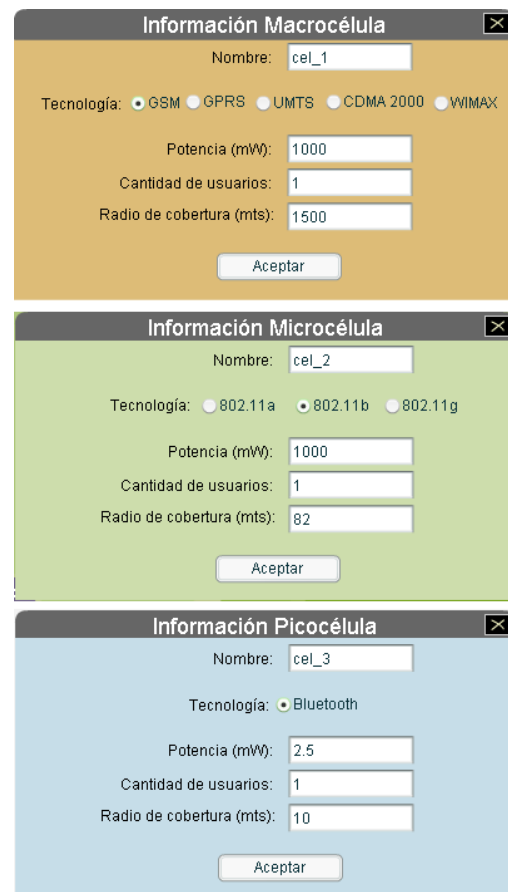 Información Macrocélula
Nombre: cel_1
Tecnología: GSM GPRS UMTS CDMA 2000 WIMAX
Potencia (mW): 1000
Cantidad de usuarios: 1
Radio de cobertura (mts): 1500
Aceptar
Información Microcélula
Nombre: cel_2
Tecnología: 802.11a 802.11b 802.11g
Potencia (mW): 1000
Cantidad de usuarios: 1
Radio de cobertura (mts): 82
Aceptar
Información Picocélula
Nombre: cel_3
Tecnología: Bluetooth
Potencia (mW): 2.5
Cantidad de usuarios: 1
Radio de cobertura (mts): 10
Aceptar